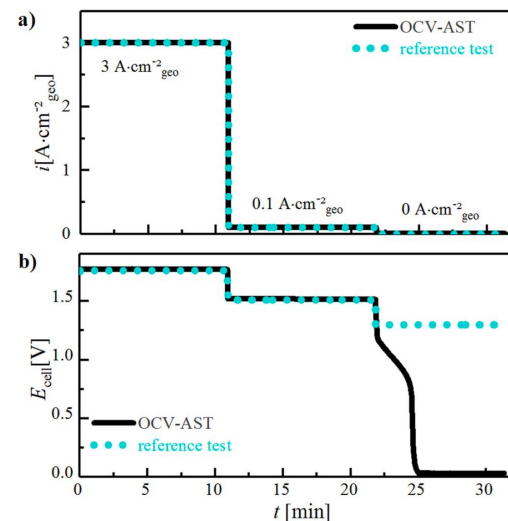 a)
OCV-AST
reference test
3
3 A·cm⁻²geo
2
i[A·cm⁻²geo]
1
0.1 A·cm⁻²geo
0 A·cm⁻²geo
0
b)
1.5
1.0
Ecell[V]
0.5
OCV-AST
reference test
0.0
0 5 10 15 20 25 30
t [min]